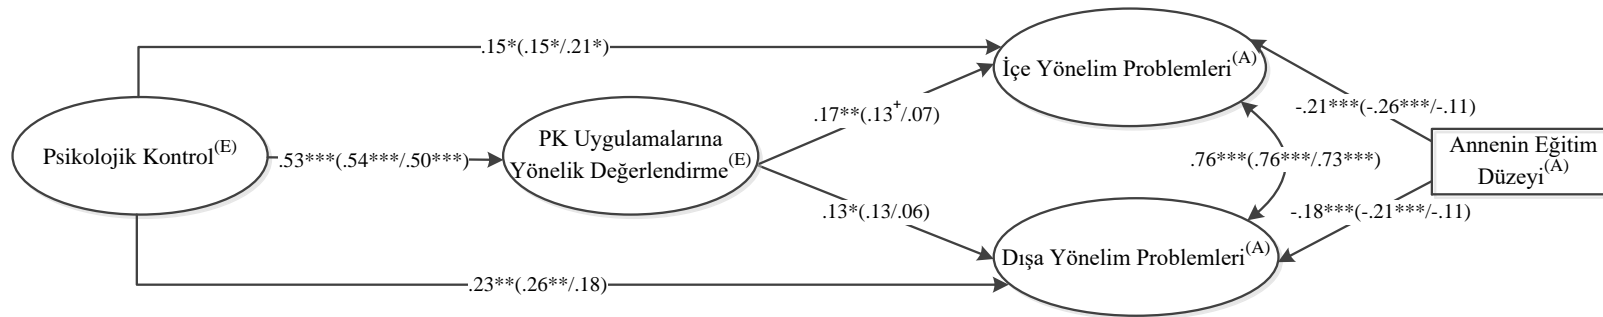 .15*(.15*/.21*)
İçe Yönelim Problemleri(A)
-.21***(-.26***/-.11)
.17**(.13+/.07)
PK Uygulamalarına
Yönelik Değerlendirme(E)
Psikolojik Kontrol(E)
.53***(.54***/.50***)
.76***(.76***/.73***)
Annenin Eğitim
Düzeyi(A)
.13*(.13/.06)
-.18***(-.21***/-.11)
Dışa Yönelim Problemleri(A)
.23**(.26**/.18)